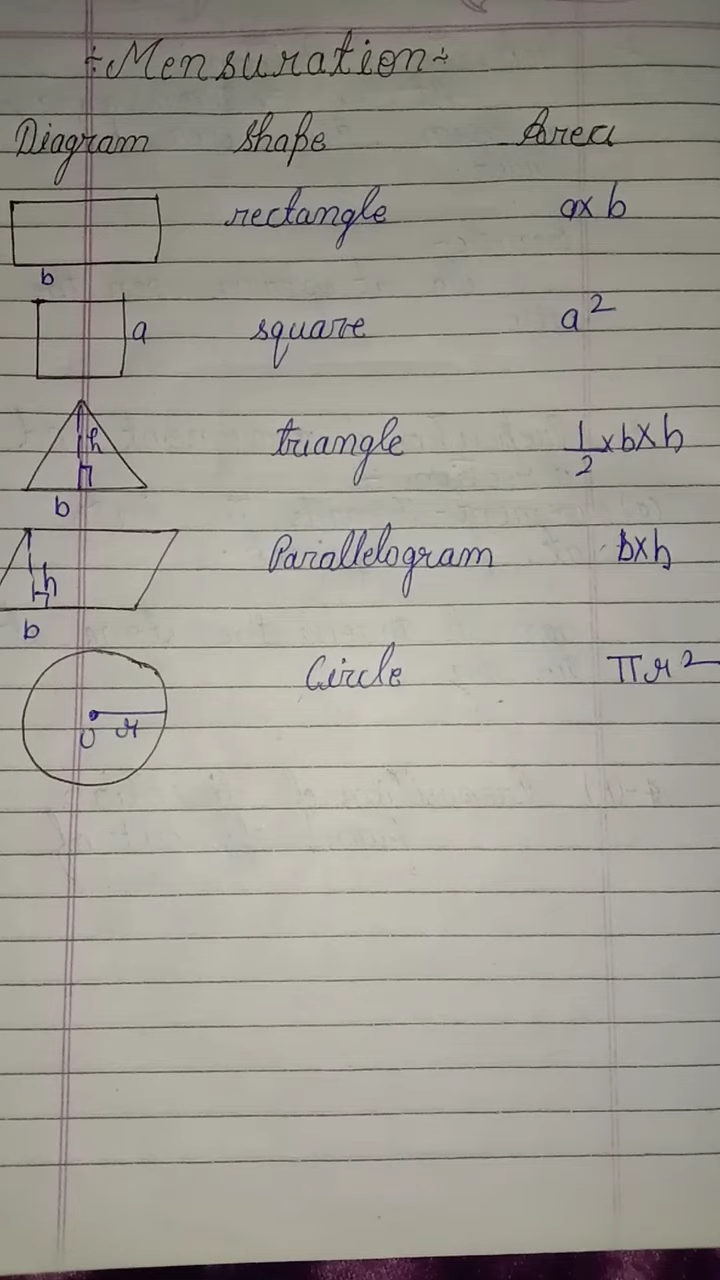 ÷Mensuration÷
Diagram shape Area
rectangle a×b
b
a square a²
h triangle 1/2×b×h
b
h Parallelogram b×h
b
Circle πr²
O r